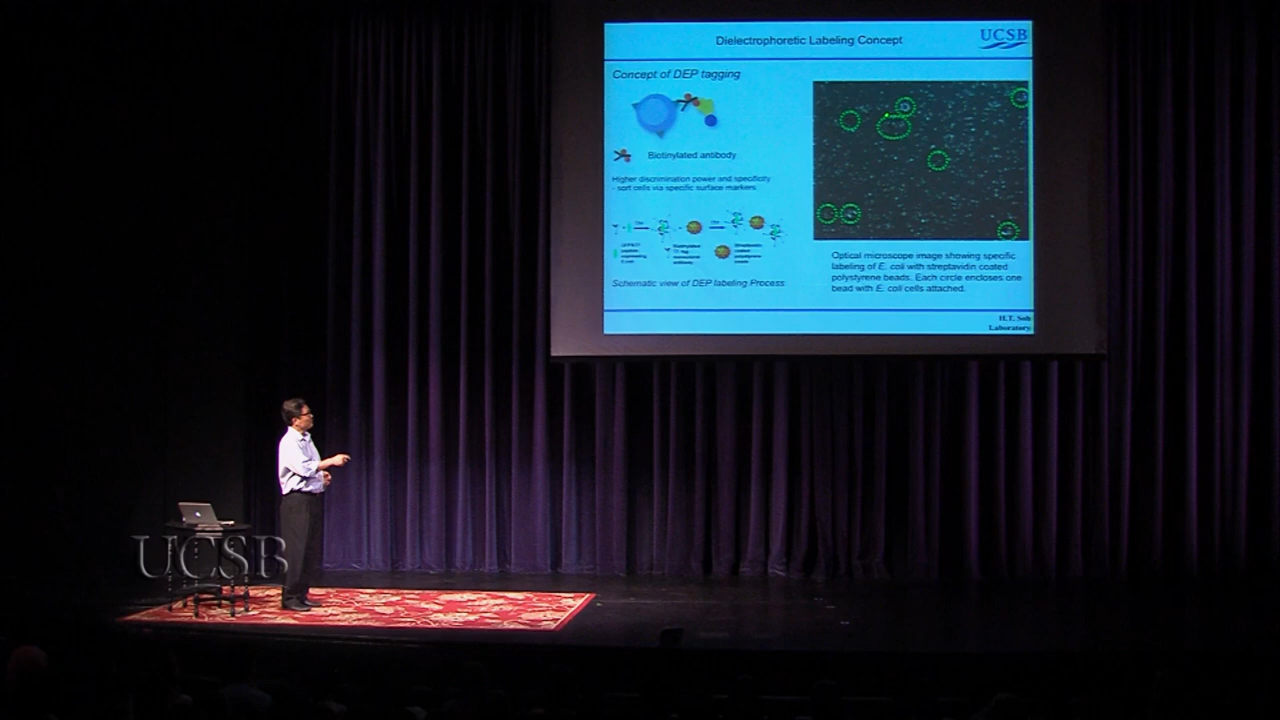 Dielectrophoretic Labeling Concept
UCSB
Concept of DEP tagging
Biotinylated antibody
Higher discrimination power and specificity
- sort cells via specific surface markers
Schematic view of DEP labeling Process
Optical microscope image showing specific
labeling of E. coli with streptavidin coated
polystyrene beads. Each circle encloses one
bead with E. coli cells attached.
H.T. Soh
Laboratory
UCSB